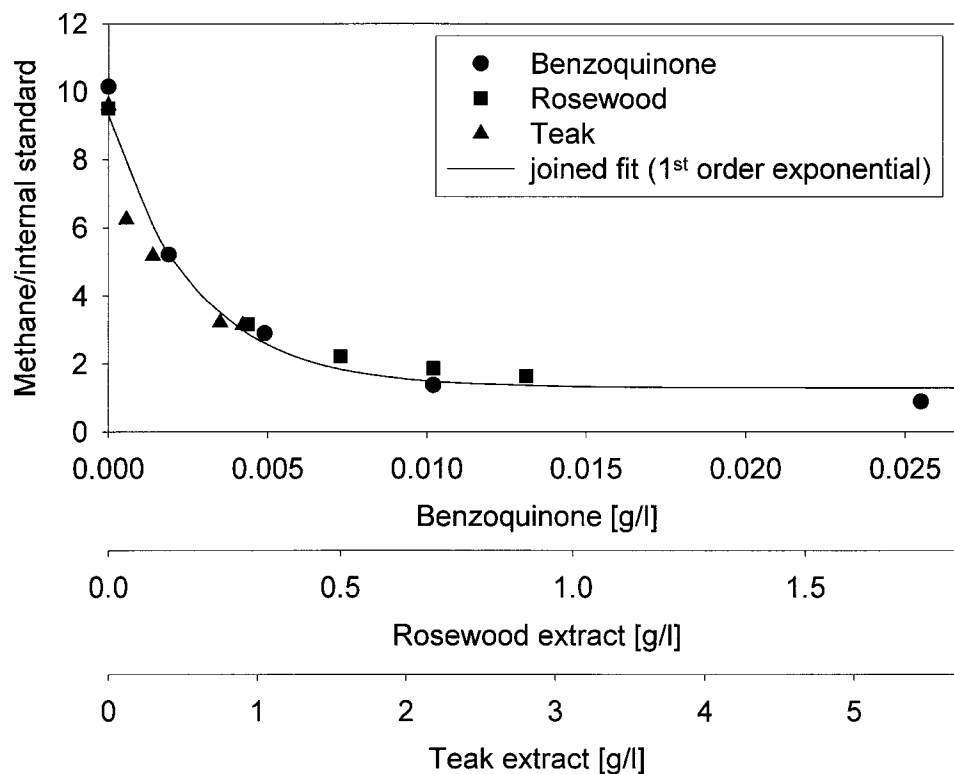 12
10
8
6
4
2
0
Methane/internal standard
Benzoquinone
Rosewood
Teak
joined fit (1st order exponential)
0.000 0.005 0.010 0.015 0.020 0.025
Benzoquinone [g/l]
0.0 0.5 1.0 1.5
Rosewood extract [g/l]
0 1 2 3 4 5
Teak extract [g/l]